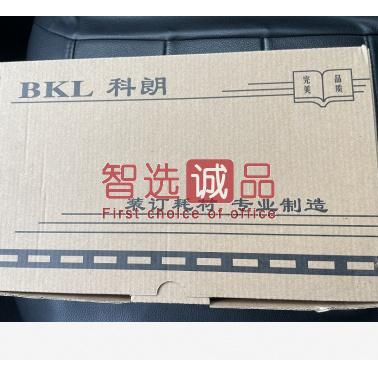 BKL 科朗
完美 品质
智选诚品
First choice of office
装订耗材 专业制造